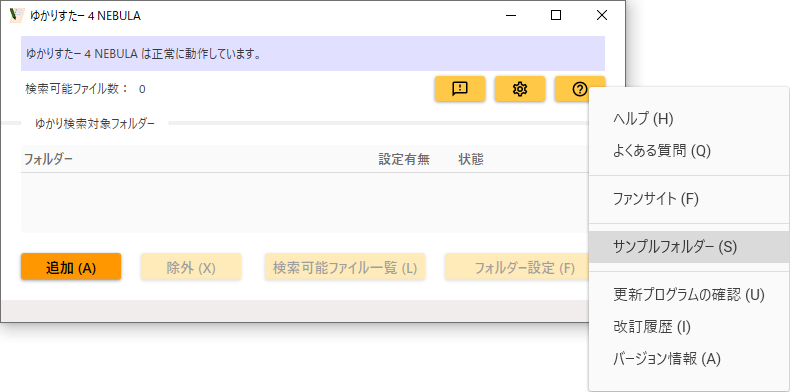 ゆかりすたー 4 NEBULA
ゆかりすたー 4 NEBULA は正常に動作しています。
検索可能ファイル数： 0
ゆかり検索対象フォルダー
フォルダー 設定有無 状態
追加 (A) 除外 (X) 検索可能ファイル一覧 (L) フォルダー設定 (F)
ヘルプ (H)
よくある質問 (Q)
ファンサイト (F)
サンプルフォルダー (S)
更新プログラムの確認 (U)
改訂履歴 (I)
バージョン情報 (A)